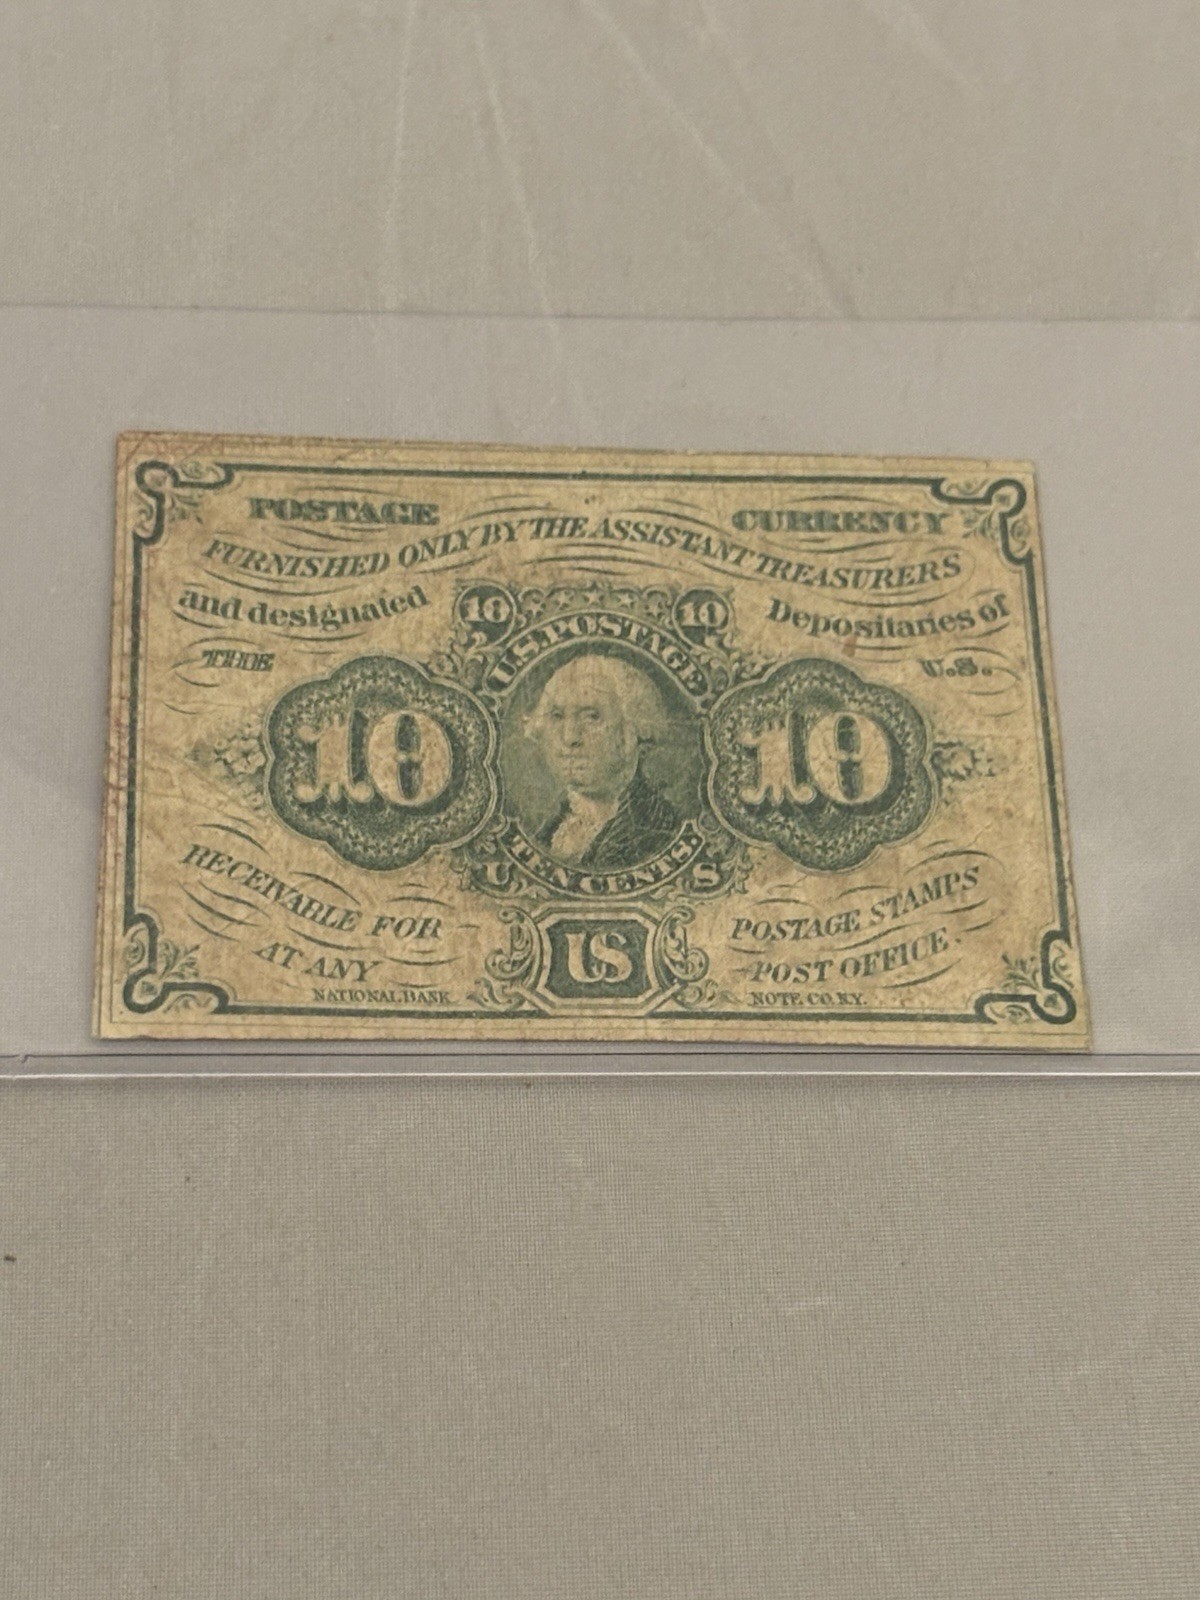 POSTAGE CURRENCY
FURNISHED ONLY BY THE ASSISTANT TREASURERS
and designated Depositaries of
THE U.S.
10 10
U.S. POSTAGE
10 10
TEN CENTS.
U S
RECEIVABLE FOR POSTAGE STAMPS
AT ANY POST OFFICE.
US
NATIONAL BANK NOTE CO. N.Y.